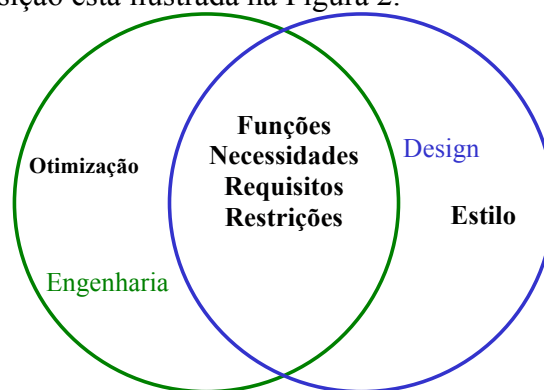 sição está ilustrada na Figura 2.
Funções
Necessidades
Requisitos
Restrições
Otimização
Design
Estilo
Engenharia